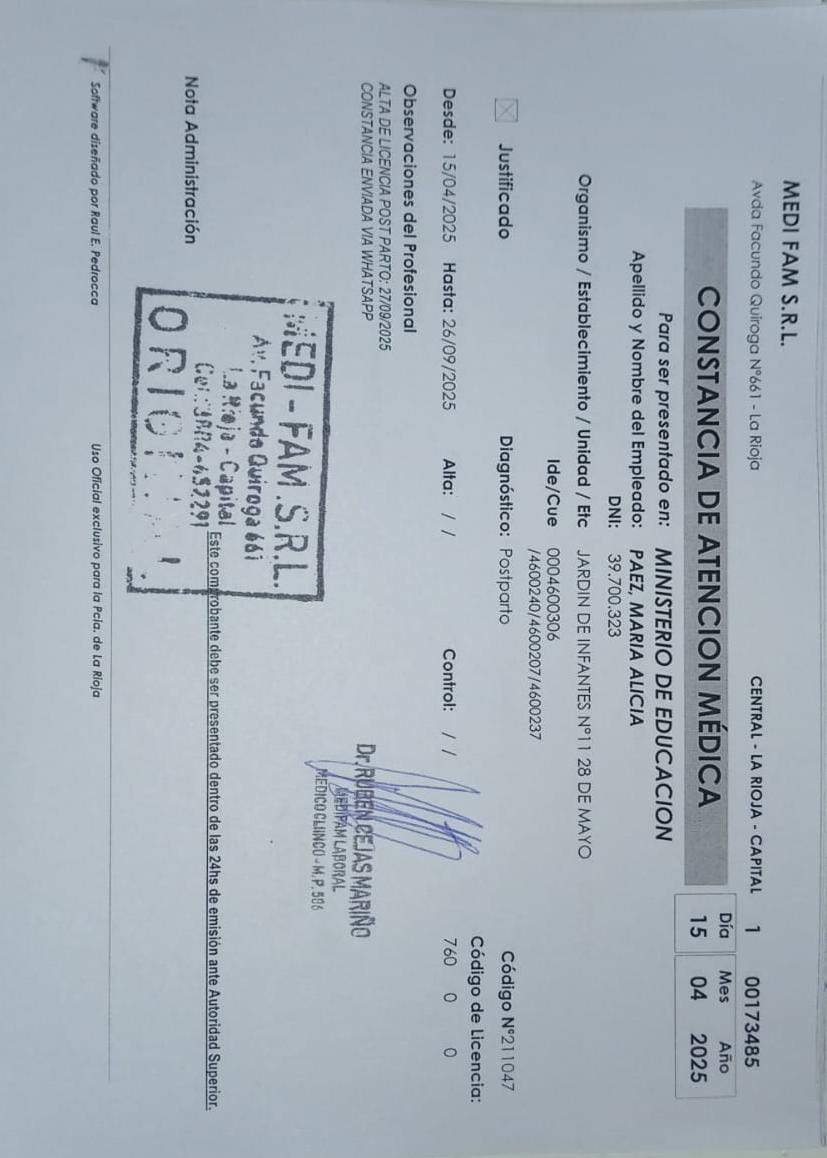 MEDI FAM S.R.L.
Avda Facundo Quiroga N°661 - La Rioja
CENTRAL - LA RIOJA - CAPITAL 1 00173485
CONSTANCIA DE ATENCION MÉDICA
Día Mes Año
15 04 2025
Para ser presentado en: MINISTERIO DE EDUCACION
Apellido y Nombre del Empleado: PAEZ, MARIA ALICIA
DNI: 39.700.323
Organismo / Establecimiento / Unidad / Etc JARDIN DE INFANTES N°11 28 DE MAYO
Ide/Cue 0004600306
/4600240/4600207/4600237
Justificado Diagnóstico: Postparto Código N°211047
Código de Licencia:
Desde: 15/04/2025 Hasta: 26/09/2025 Alta: / / Control: / / 760 0 0
Observaciones del Profesional
ALTA DE LICENCIA POST PARTO: 27/09/2025
CONSTANCIA ENVIADA VIA WHATSAPP
Dr. RUBEN CEJAS MARIÑO
MEDIFAM LABORAL
MEDICO CLINICO - M.P. 586
MEDI-FAM.S.R.L.
Av. Facundo Quiroga 661
La Rioja - Capital
Este comprobante debe ser presentado dentro de las 24hs de emisión ante Autoridad Superior.
Nota Administración
Software diseñado por Raul E. Pedrocca Uso Oficial exclusivo para la Pcia. de La Rioja